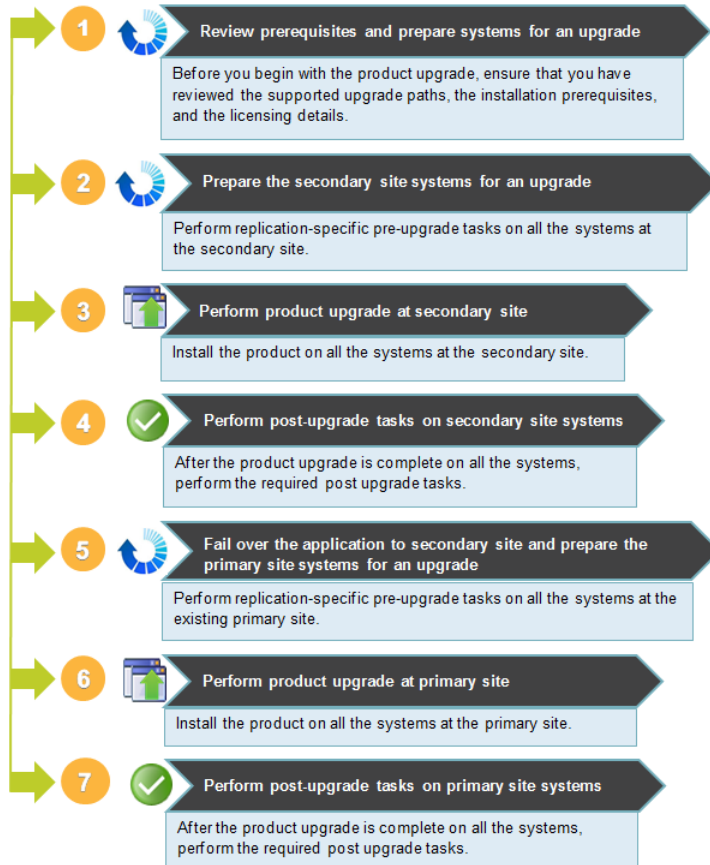 1
Review prerequisites and prepare systems for an upgrade
Before you begin with the product upgrade, ensure that you have
reviewed the supported upgrade paths, the installation prerequisites,
and the licensing details.
2
Prepare the secondary site systems for an upgrade
Perform replication-specific pre-upgrade tasks on all the systems at
the secondary site.
3
Perform product upgrade at secondary site
Install the product on all the systems at the secondary site.
4
Perform post-upgrade tasks on secondary site systems
After the product upgrade is complete on all the systems,
perform the required post upgrade tasks.
5
Fail over the application to secondary site and prepare the
primary site systems for an upgrade
Perform replication-specific pre-upgrade tasks on all the systems at the
existing primary site.
6
Perform product upgrade at primary site
Install the product on all the systems at the primary site.
7
Perform post-upgrade tasks on primary site systems
After the product upgrade is complete on all the systems,
perform the required post upgrade tasks.